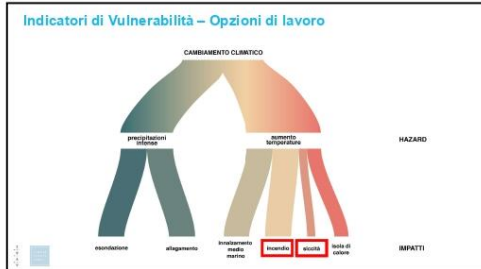 Indicatori di Vulnerabilità – Opzioni di lavoro
CAMBIAMENTO CLIMATICO
precipitazioni
intense
aumento
temperature
HAZARD
esondazione
allagamento
innalzamento
medio
marino
incendio
siccità
isola di
calore
IMPATTI